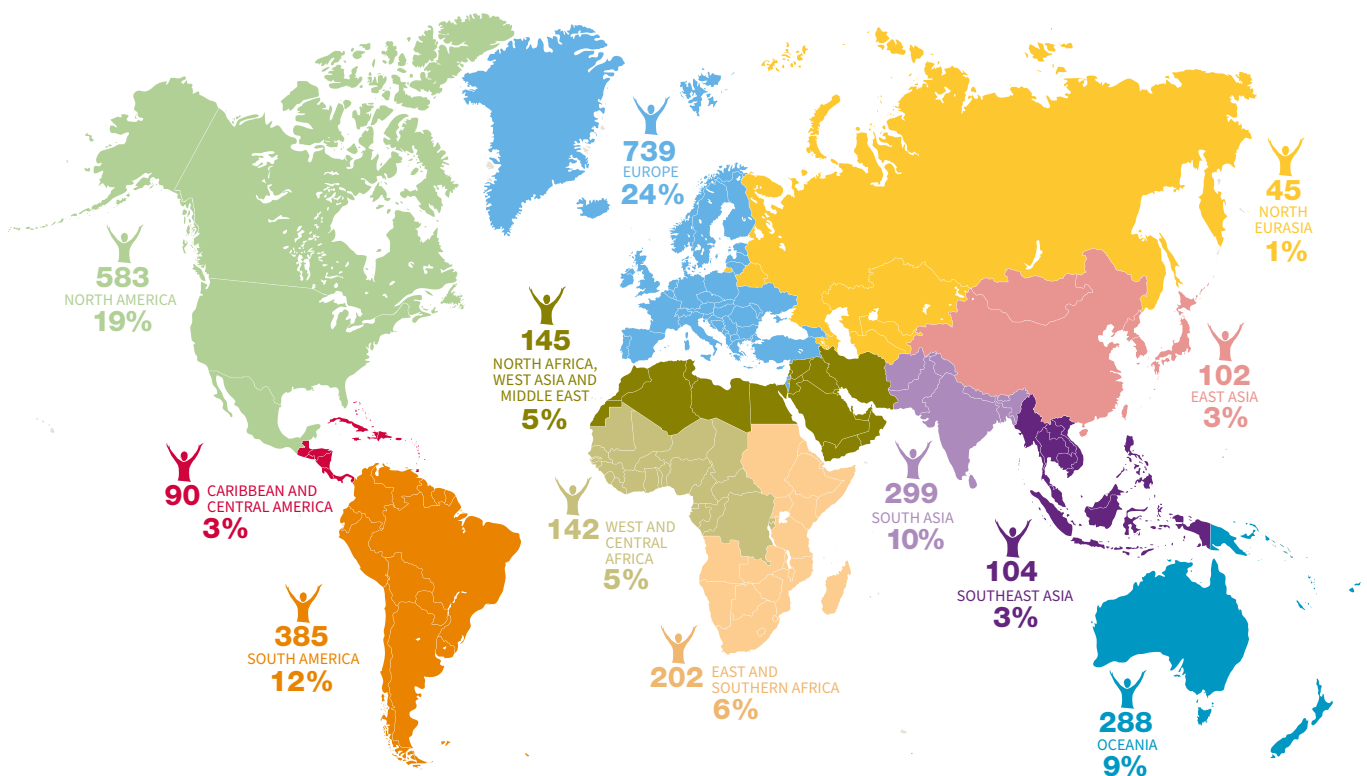 739
EUROPE
24%
45
NORTH
EURASIA
1%
583
NORTH AMERICA
19%
145
NORTH AFRICA,
WEST ASIA AND
MIDDLE EAST
5%
102
EAST ASIA
3%
90
CARIBBEAN AND
CENTRAL AMERICA
3%
142
WEST AND
CENTRAL
AFRICA
5%
299
SOUTH ASIA
10%
104
SOUTHEAST ASIA
3%
385
SOUTH AMERICA
12%
202
EAST AND
SOUTHERN AFRICA
6%
288
OCEANIA
9%